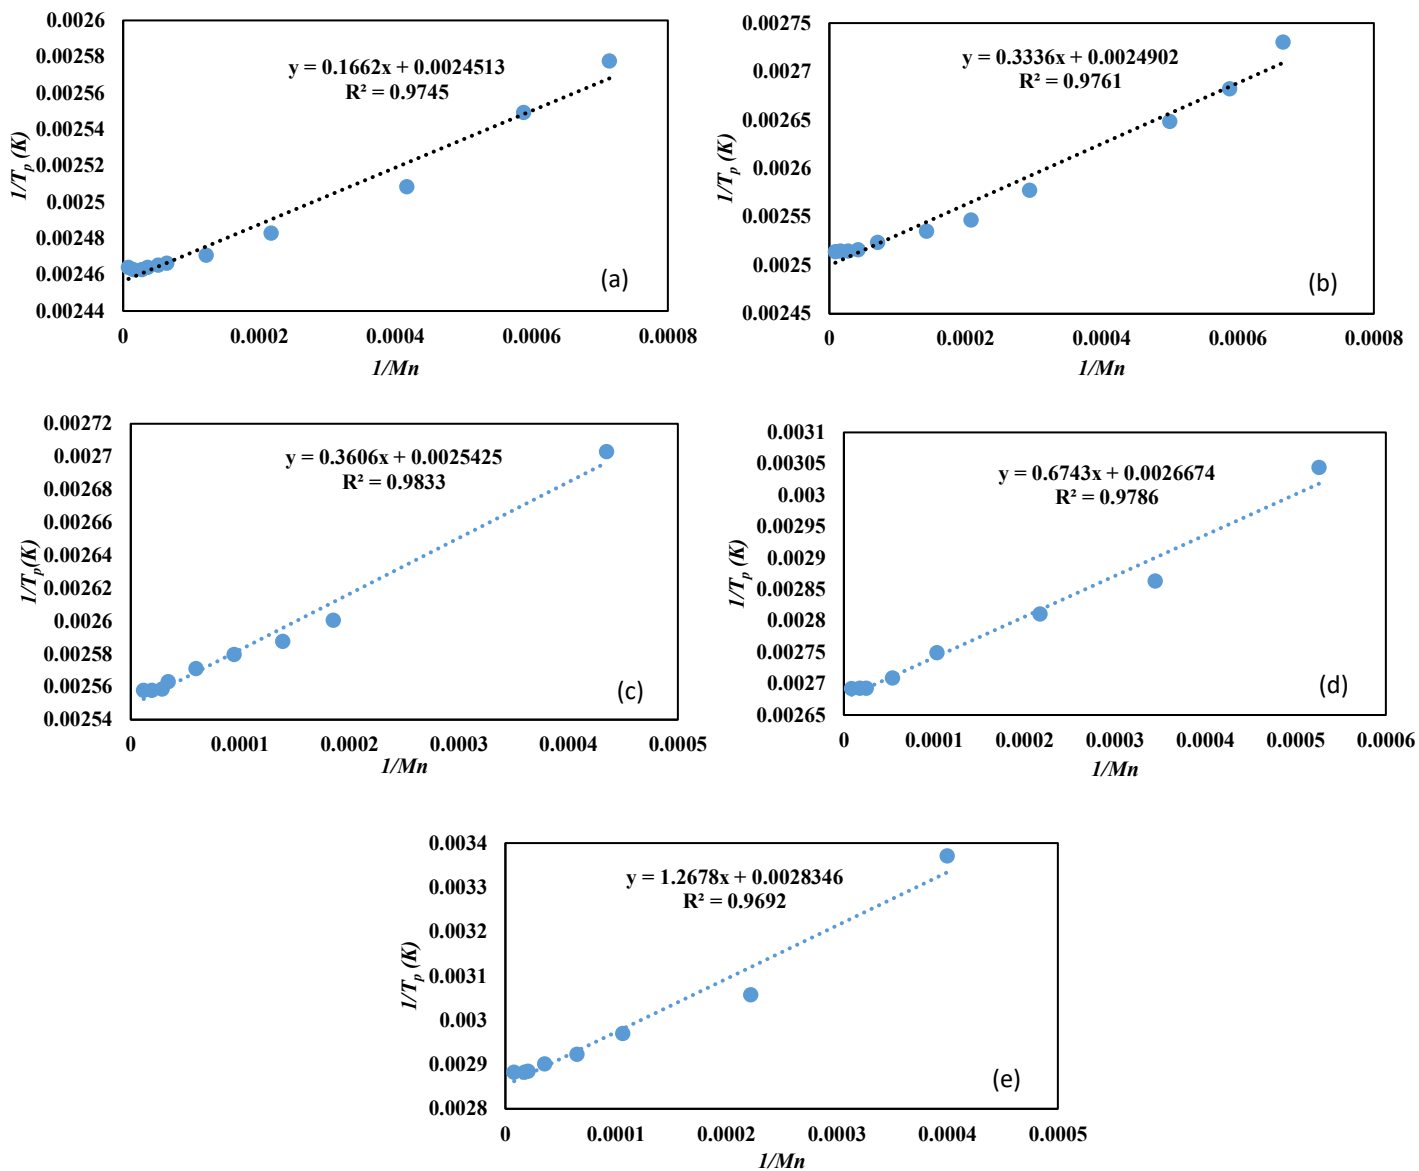 0.0026
0.00258
0.00256
0.00254
0.00252
0.0025
0.00248
0.00246
0.00244
1/Tp (K)
y = 0.1662x + 0.0024513
R² = 0.9745
(a)
0 0.0002 0.0004 0.0006 0.0008
1/Mn
0.00275
0.0027
0.00265
0.0026
0.00255
0.0025
0.00245
1/Tp (K)
y = 0.3336x + 0.0024902
R² = 0.9761
(b)
0 0.0002 0.0004 0.0006 0.0008
1/Mn
0.00272
0.0027
0.00268
0.00266
0.00264
0.00262
0.0026
0.00258
0.00256
0.00254
1/Tp(K)
y = 0.3606x + 0.0025425
R² = 0.9833
(c)
0 0.0001 0.0002 0.0003 0.0004 0.0005
1/Mn
0.0031
0.00305
0.003
0.00295
0.0029
0.00285
0.0028
0.00275
0.0027
0.00265
1/Tp (K)
y = 0.6743x + 0.0026674
R² = 0.9786
(d)
0 0.0001 0.0002 0.0003 0.0004 0.0005 0.0006
1/Mn
0.0034
0.0033
0.0032
0.0031
0.003
0.0029
0.0028
1/Tp (K)
y = 1.2678x + 0.0028346
R² = 0.9692
(e)
0 0.0001 0.0002 0.0003 0.0004 0.0005
1/Mn